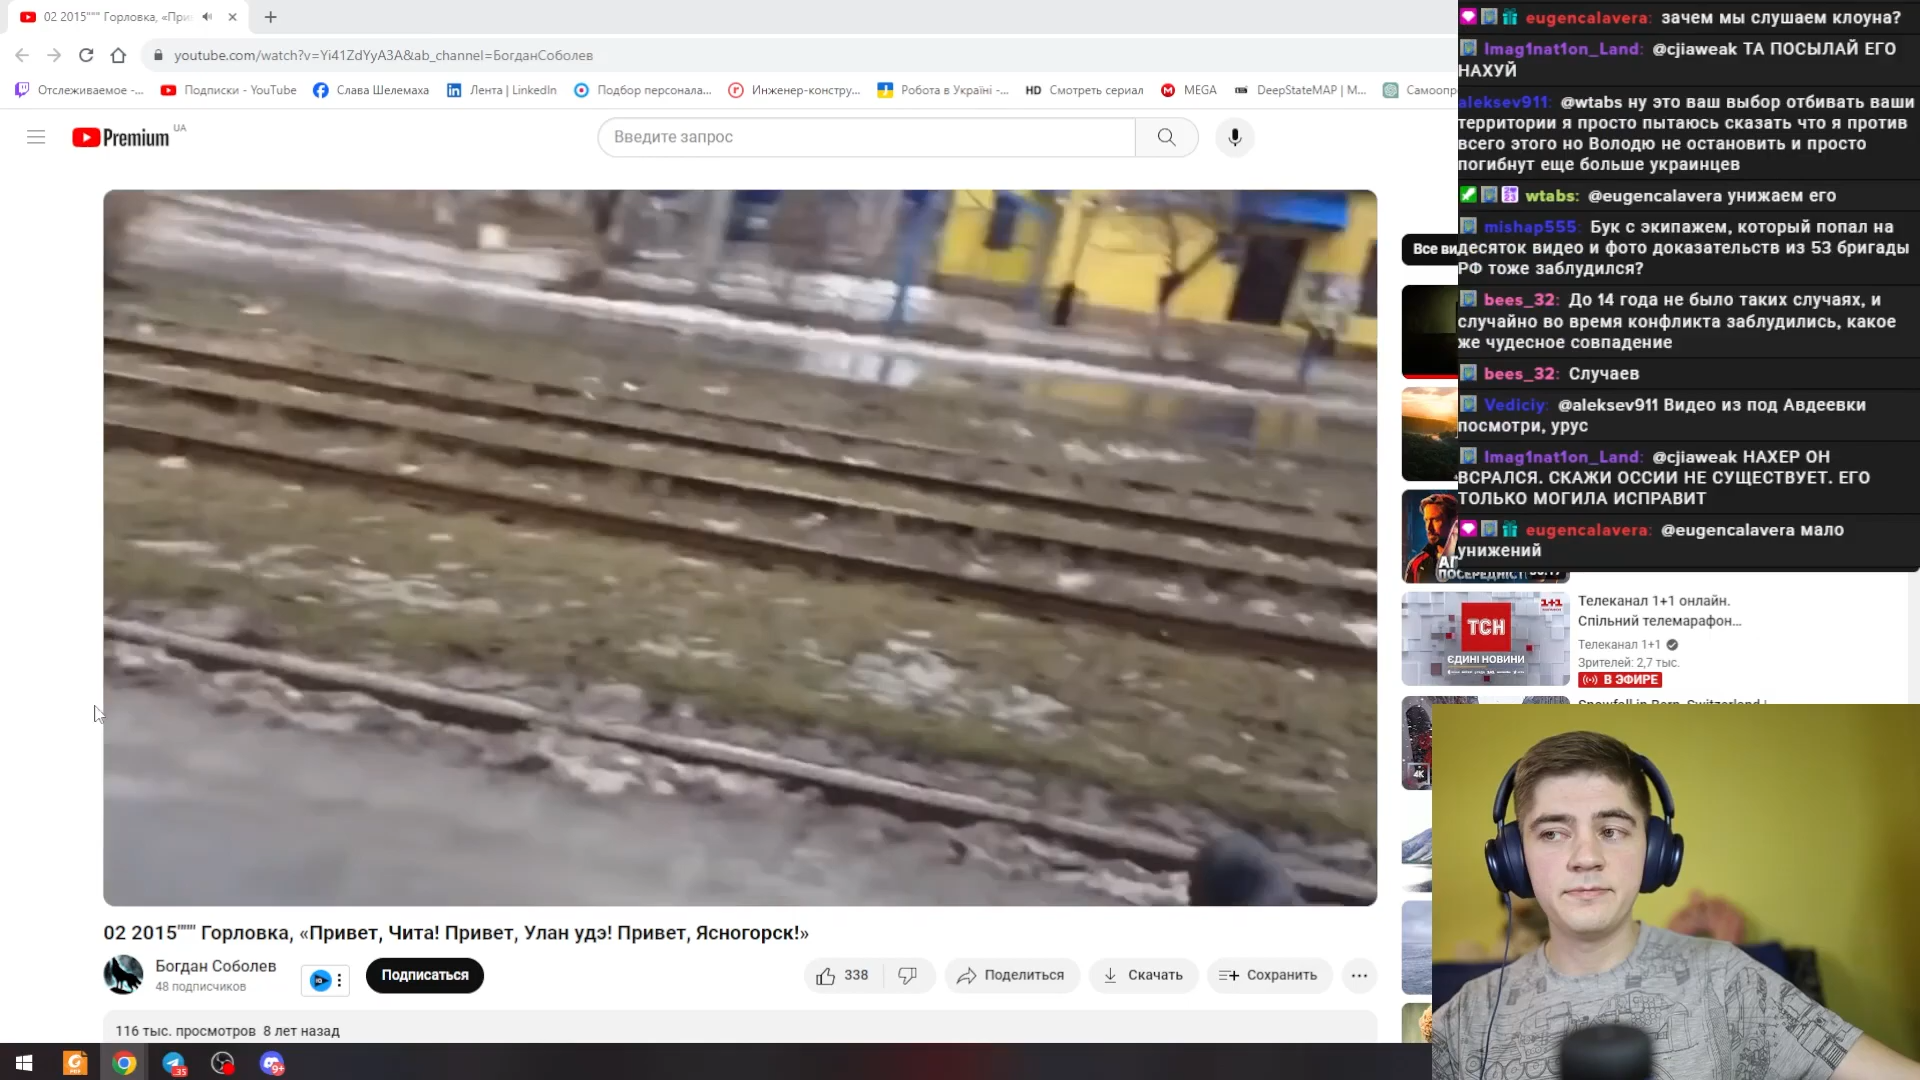 02 2015""" Горловка, «При
youtube.com/watch?v=Yi41ZdYyA3A&ab_channel=БогданСоболев
Отслеживаемое -...
Подписки - YouTube
Слава Шелемаха
Лента | LinkedIn
Подбор персонала...
Инженер-констру...
Робота в Україні -...
HD Смотреть сериал
MEGA
DeepStateMAP | M...
Самоопр
Premium UA
Введите запрос
Все ви
02 2015""" Горловка, «Привет, Чита! Привет, Улан удэ! Привет, Ясногорск!»
Богдан Соболев
48 подписчиков
Подписаться
338
Поделиться
Скачать
Сохранить
116 тыс. просмотров 8 лет назад
eugencalavera: зачем мы слушаем клоуна?
Imag1nat1on_Land: @cjiaweak ТА ПОСЫЛАЙ ЕГО
НАХУЙ
aleksev911: @wtabs ну это ваш выбор отбивать ваши
территории я просто пытаюсь сказать что я против
всего этого но Володю не остановить и просто
погибнут еще больше украинцев
wtabs: @eugencalavera унижаем его
mishap555: Бук с экипажем, который попал на
десяток видео и фото доказательств из 53 бригады
РФ тоже заблудился?
bees_32: До 14 года не было таких случаях, и
случайно во время конфликта заблудились, какое
же чудесное совпадение
bees_32: Случаев
Vediciy: @aleksev911 Видео из под Авдеевки
посмотри, урус
Imag1nat1on_Land: @cjiaweak НАХЕР ОН
ВСРАЛСЯ. СКАЖИ ОССИИ НЕ СУЩЕСТВУЕТ. ЕГО
ТОЛЬКО МОГИЛА ИСПРАВИТ
eugencalavera: @eugencalavera мало
унижений
1+1
ТСН
ЄДИНІ НОВИНИ
Телеканал 1+1 онлайн.
Спільний телемарафон...
Телеканал 1+1
Зрителей: 2,7 тыс.
В ЭФИРЕ
4K
35
9+